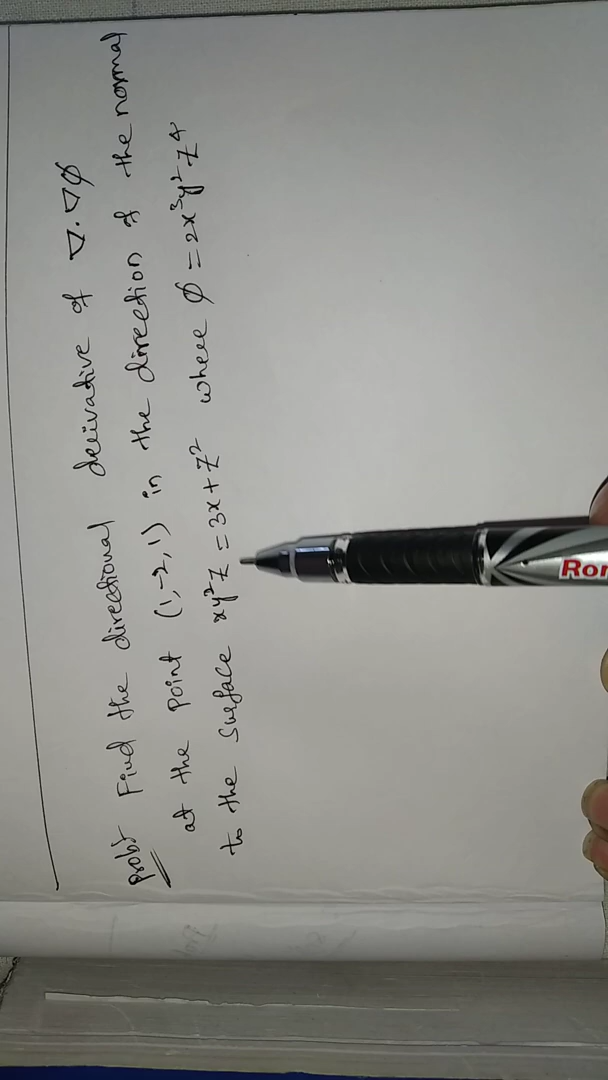 Prob:- Find the directional derivative of ∇.∇φ
at the point (1,-2,1) in the direction of the normal
to the surface xy²z = 3x+z² where φ = 2x³y²z⁴
Ror